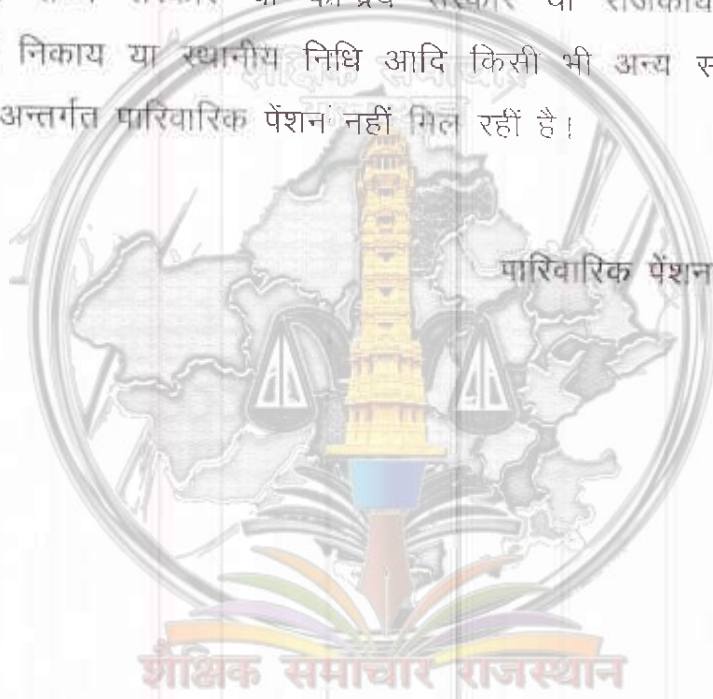 निकाय या स्थानीय निधि आदि किसी भी अन्य
अन्तर्गत पारिवारिक पेंशन नहीं मिल रहीं है।
पारिवारिक पेंशन
शैक्षिक समाचार राजस्थान